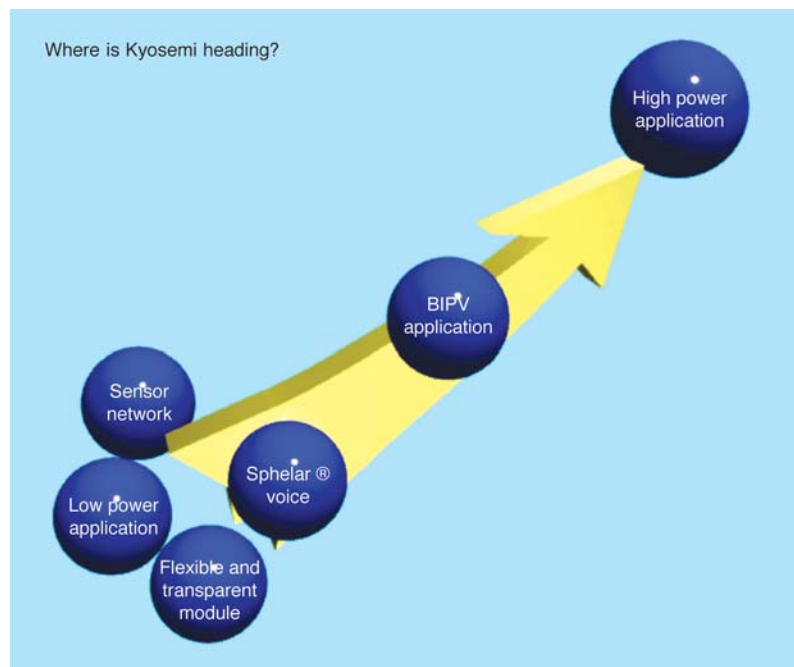 Where is Kyosemi heading?
High power
application
BIPV
application
Sensor
network
Sphelar ®
voice
Low power
application
Flexible and
transparent
module